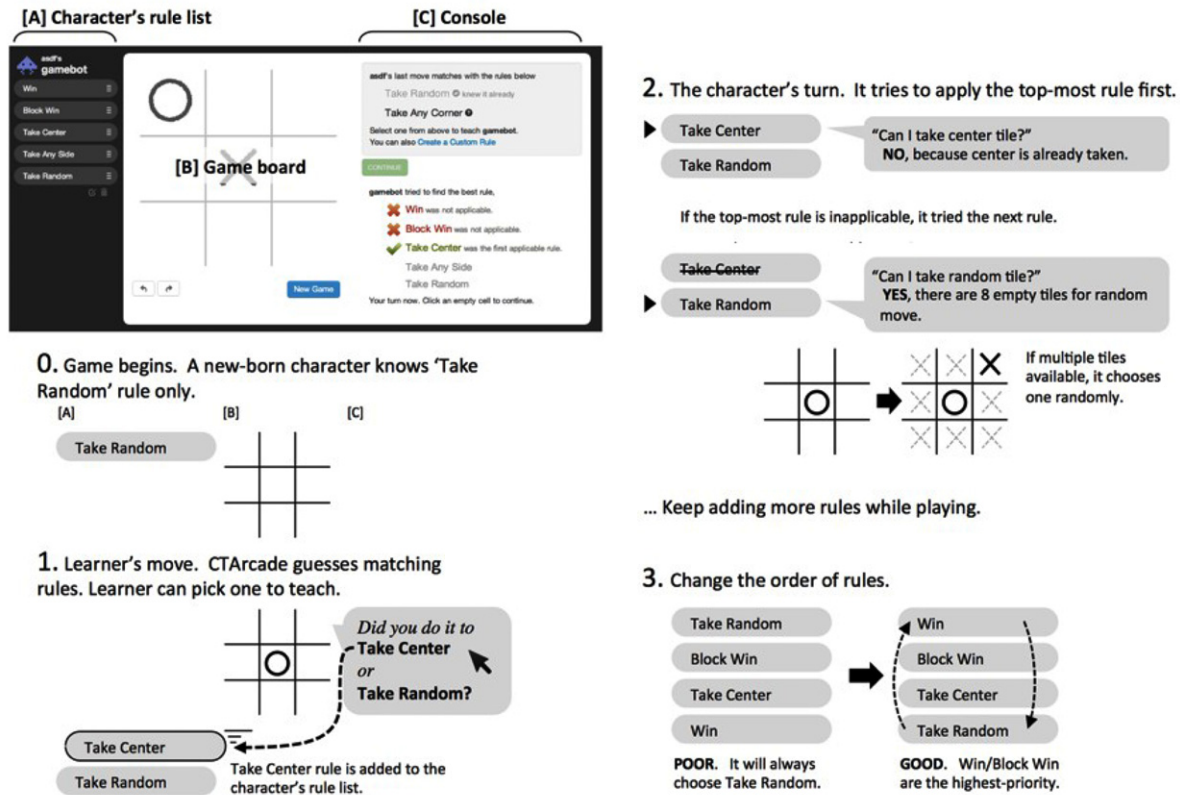 [A] Character's rule list
[C] Console
asdf's
gamebot
Win
Block Win
Take Center
Take Any Side
Take Random
[B] Game board
New Game
asdf's last move matches with the rules below
Take Random knew it already
Take Any Corner
Select one from above to teach gamebot.
You can also Create a Custom Rule
CONTINUE
gamebot tried to find the best rule,
Win was not applicable.
Block Win was not applicable.
Take Center was the first applicable rule.
Take Any Side
Take Random
Your turn now. Click an empty cell to continue.
0. Game begins. A new-born character knows 'Take
Random' rule only.
[A]
[B]
[C]
Take Random
1. Learner's move. CTArcade guesses matching
rules. Learner can pick one to teach.
Did you do it to
Take Center
or
Take Random?
Take Center
Take Random
Take Center rule is added to the
character's rule list.
2. The character's turn. It tries to apply the top-most rule first.
Take Center
Take Random
"Can I take center tile?"
NO, because center is already taken.
If the top-most rule is inapplicable, it tried the next rule.
Take Center
Take Random
"Can I take random tile?"
YES, there are 8 empty tiles for random
move.
If multiple tiles
available, it chooses
one randomly.
... Keep adding more rules while playing.
3. Change the order of rules.
Take Random
Block Win
Take Center
Win
POOR. It will always
choose Take Random.
Win
Block Win
Take Center
Take Random
GOOD. Win/Block Win
are the highest-priority.